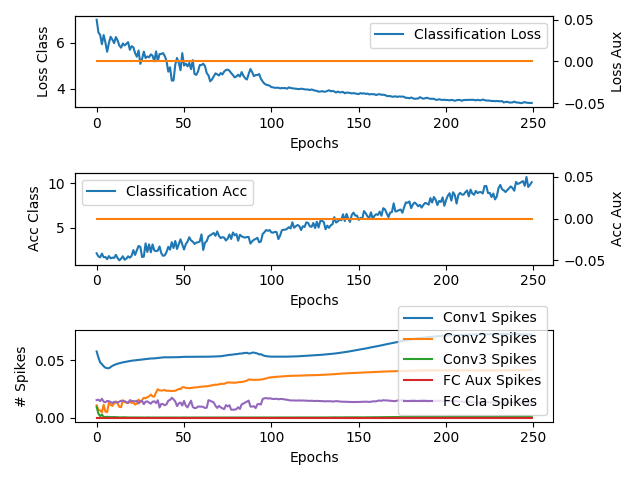 Loss Class
6
4
Classification Loss
0.05
0.00
−0.05
Loss Aux
0 50 100 150 200 250
Epochs
Acc Class
10
5
Classification Acc
0.05
0.00
−0.05
Acc Aux
0 50 100 150 200 250
Epochs
# Spikes
0.05
0.00
Conv1 Spikes
Conv2 Spikes
Conv3 Spikes
FC Aux Spikes
FC Cla Spikes
0 50 100 150 200 250
Epochs